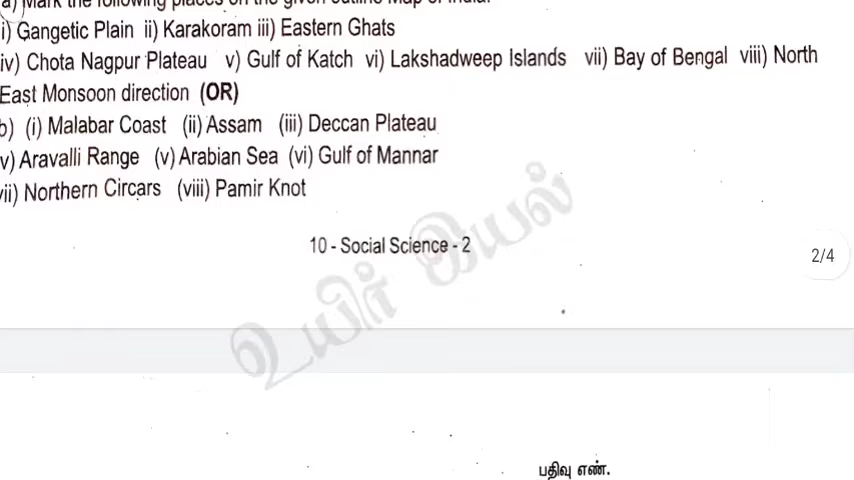 a) Mark the following places on the given outline map of India.
i) Gangetic Plain ii) Karakoram iii) Eastern Ghats
iv) Chota Nagpur Plateau v) Gulf of Katch vi) Lakshadweep Islands vii) Bay of Bengal viii) North
East Monsoon direction (OR)
b) (i) Malabar Coast (ii) Assam (iii) Deccan Plateau
v) Aravalli Range (v) Arabian Sea (vi) Gulf of Mannar
vii) Northern Circars (viii) Pamir Knot
10 - Social Science - 2
2/4
உயிர் இயல்
பதிவு எண்.